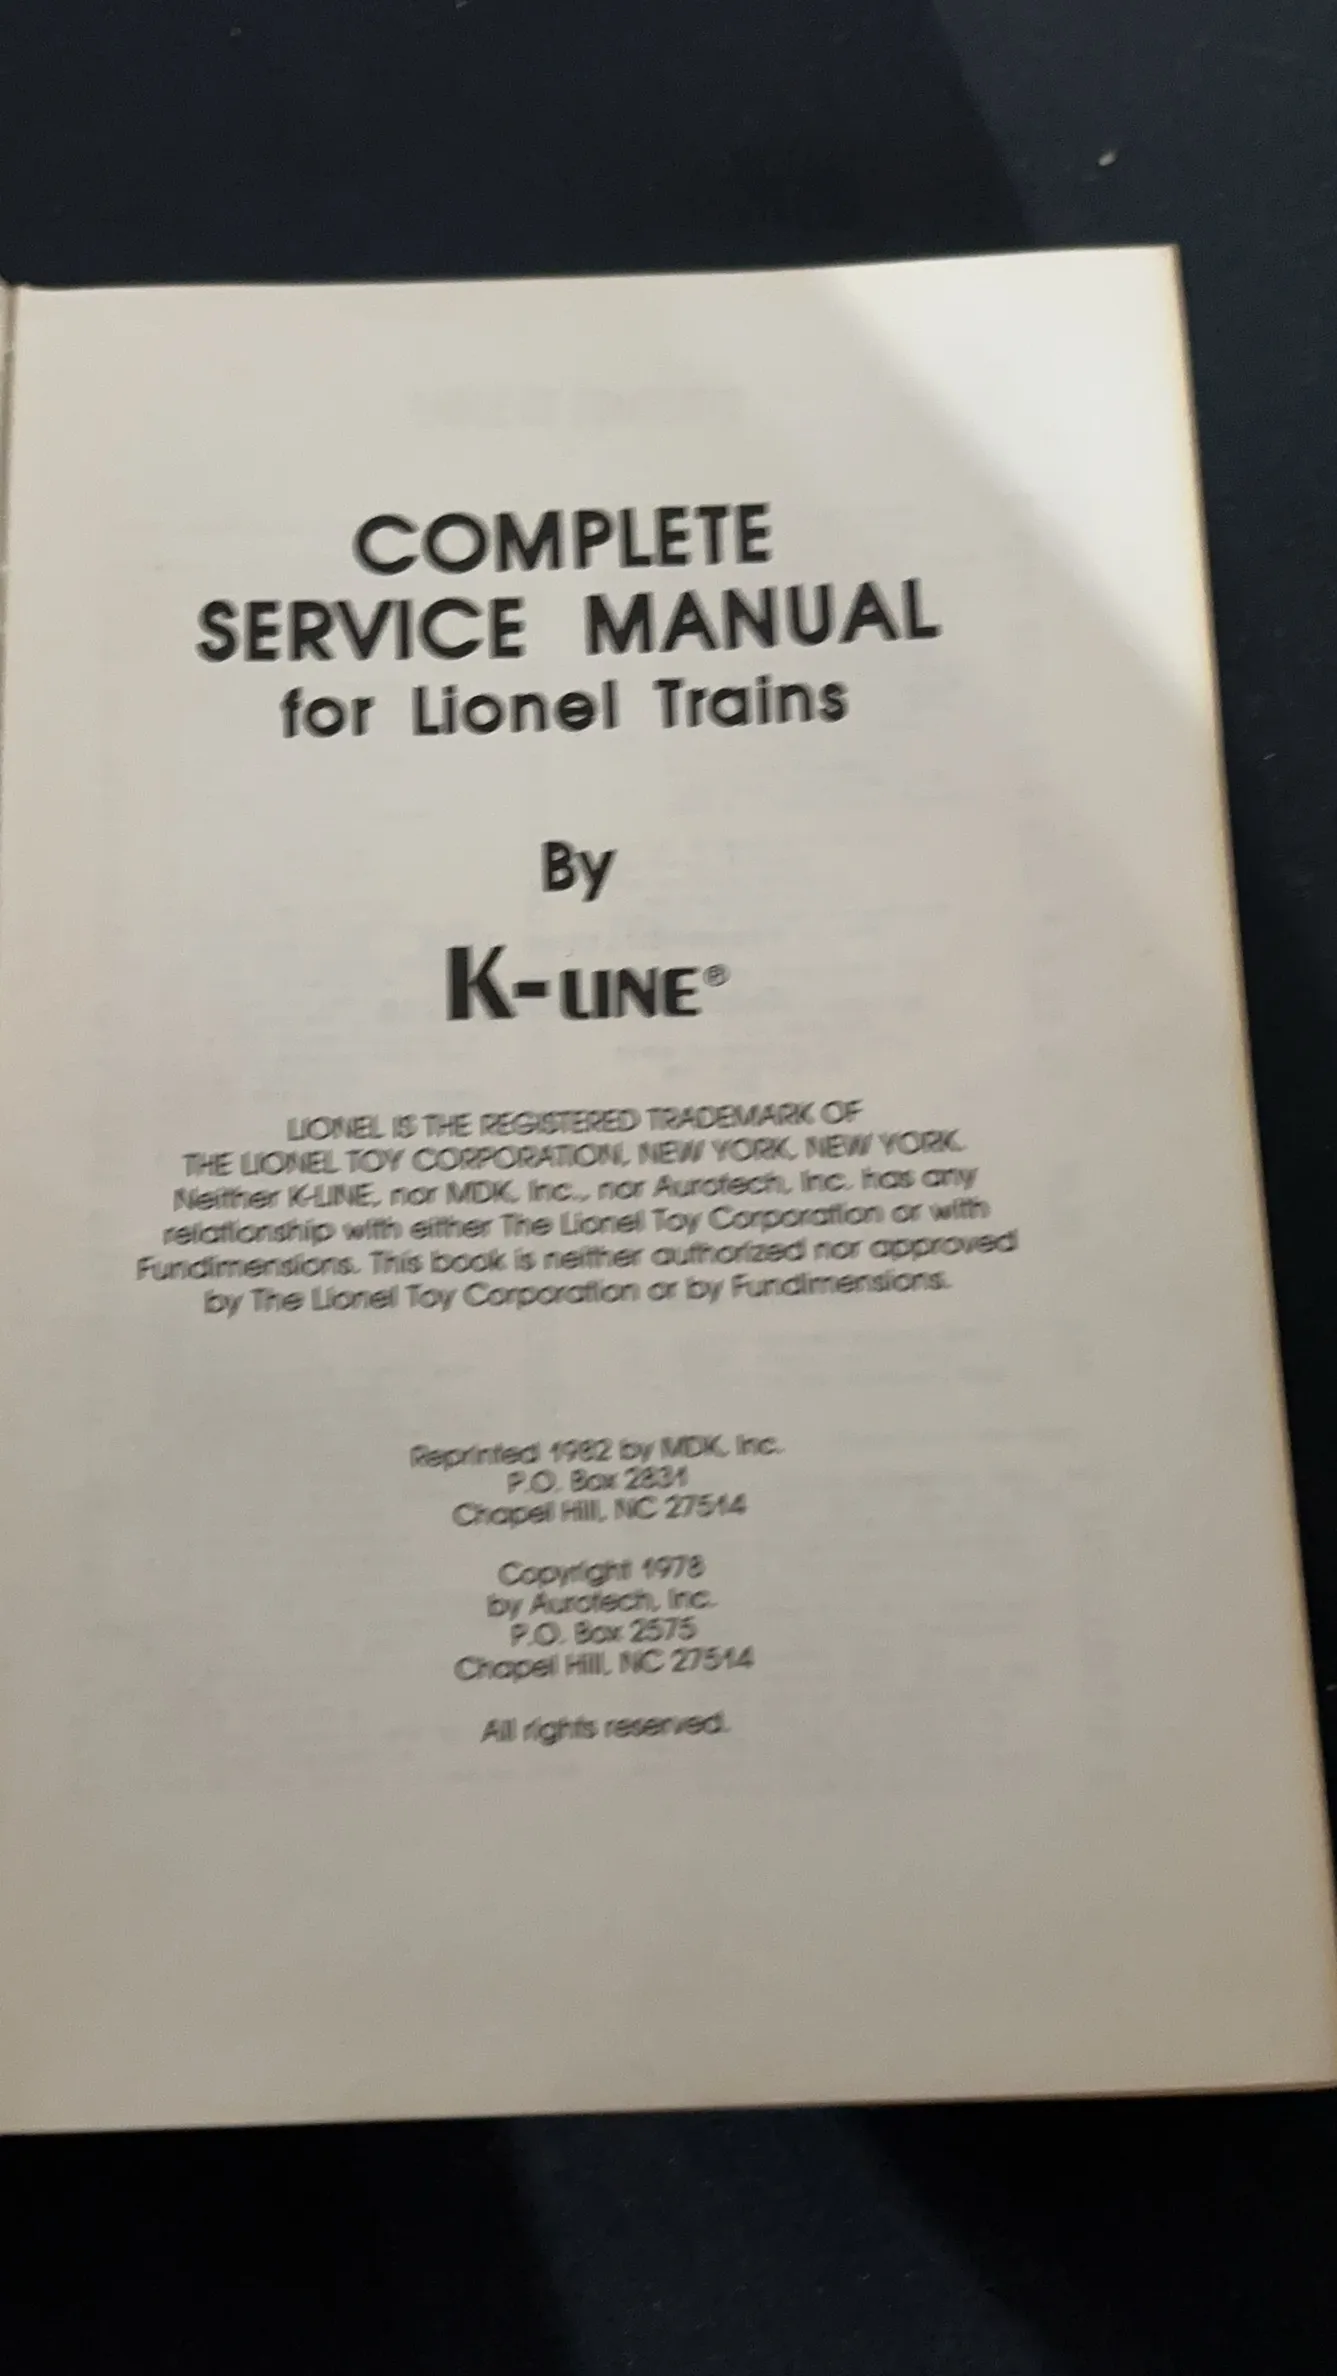 COMPLETE
SERVICE MANUAL
for Lionel Trains
By
K-LINE®
LIONEL IS THE REGISTERED TRADEMARK OF
THE LIONEL TOY CORPORATION, NEW YORK, NEW YORK.
Neither K-LINE, nor MDK, Inc., nor Aurotech, Inc. has any
relationship with either The Lionel Toy Corporation or with
Fundimensions. This book is neither authorized nor approved
by The Lionel Toy Corporation or by Fundimensions.
Reprinted 1982 by MDK, Inc.
P.O. Box 2831
Chapel Hill, NC 27514
Copyright 1978
by Aurotech, Inc.
P.O. Box 2575
Chapel Hill, NC 27514
All rights reserved.